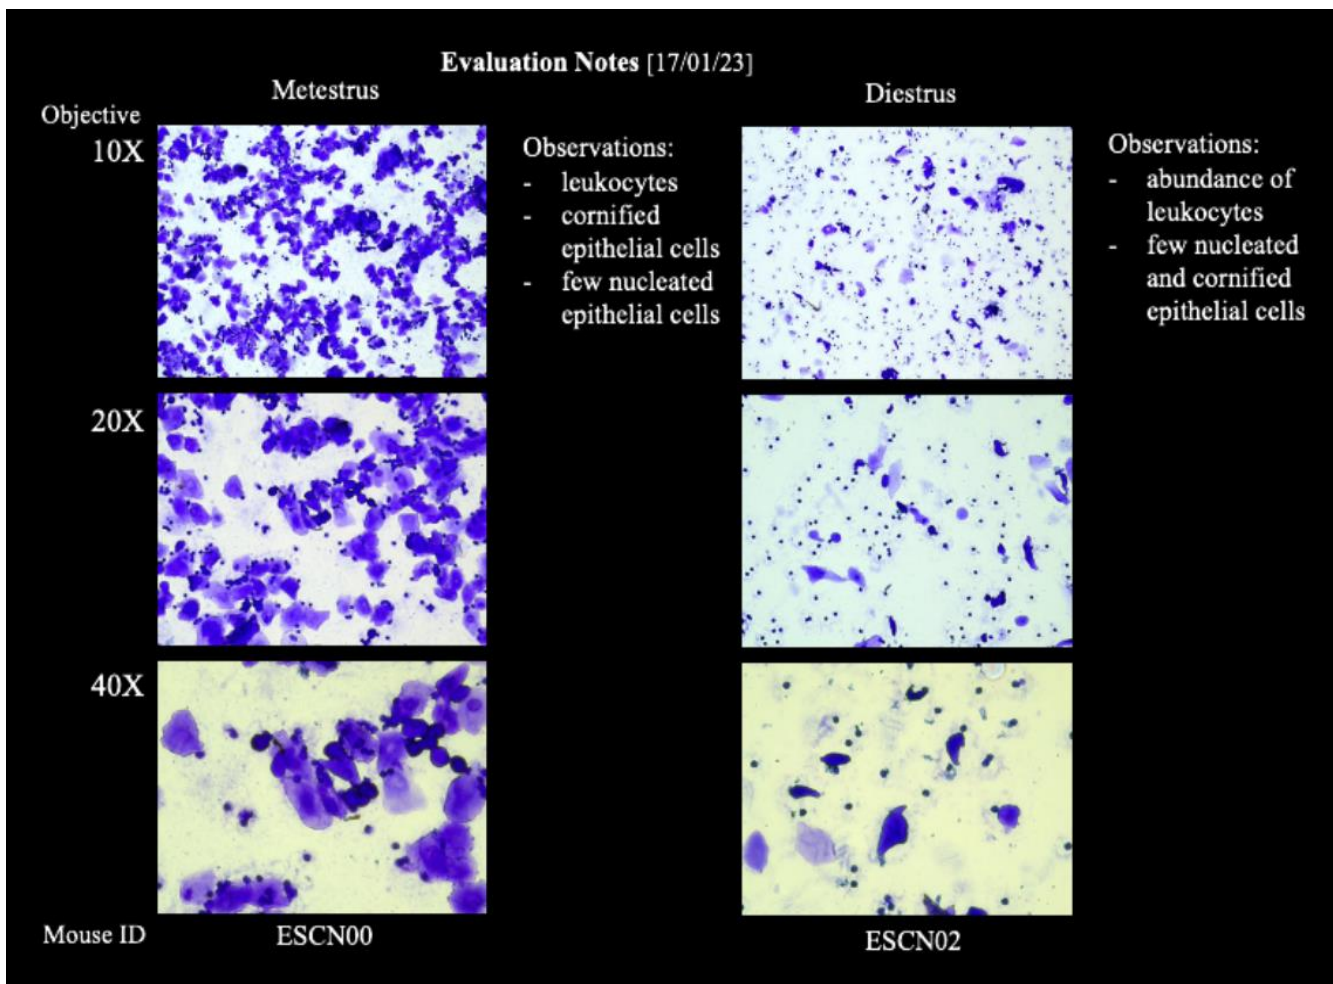 Evaluation Notes [17/01/23]
Metestrus
Diestrus
Objective
10X
Observations:
- leukocytes
- cornified
epithelial cells
- few nucleated
epithelial cells
Observations:
- abundance of
leukocytes
- few nucleated
and cornified
epithelial cells
20X
40X
Mouse ID
ESCN00
ESCN02